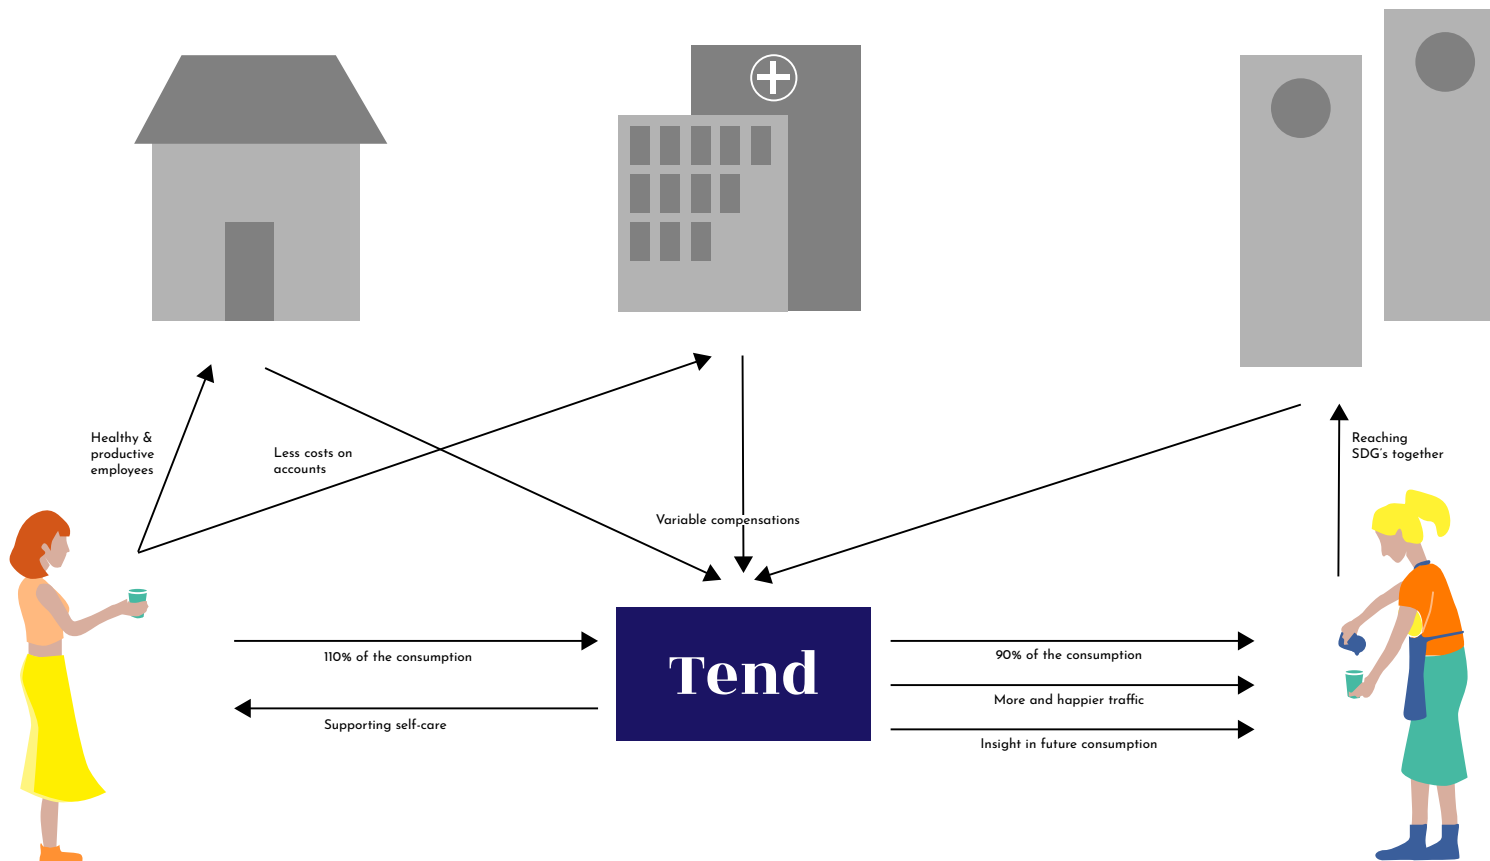 Healthy &
productive
employees
Less costs on
accounts
Reaching
SDG's together
Variable compensations
110% of the consumption
Supporting self-care
Tend
90% of the consumption
More and happier traffic
Insight in future consumption